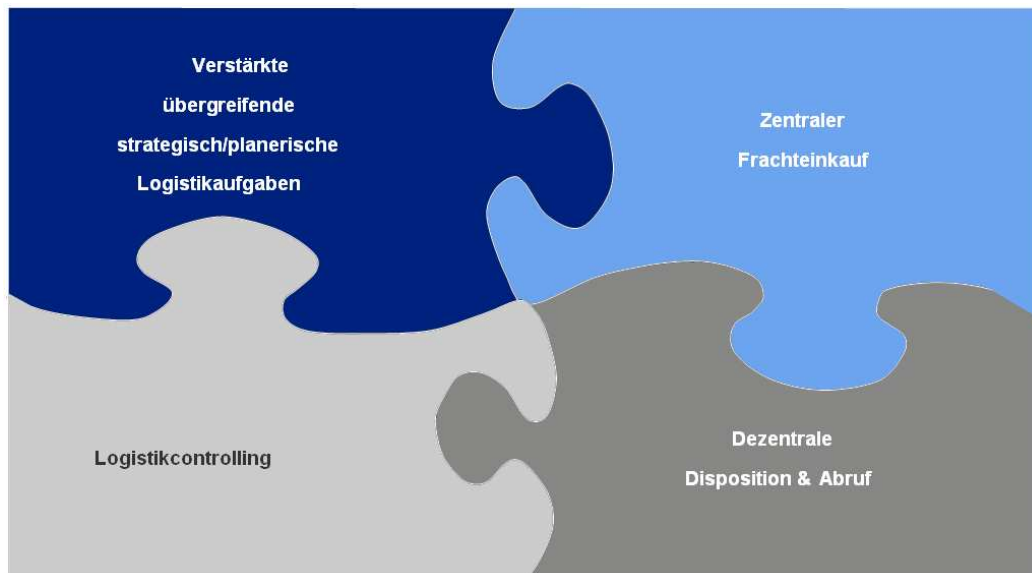 Verstärkte
übergreifende
strategisch/planerische
Logistikaufgaben
Zentraler
Frachteinkauf
Logistikcontrolling
Dezentrale
Disposition & Abruf